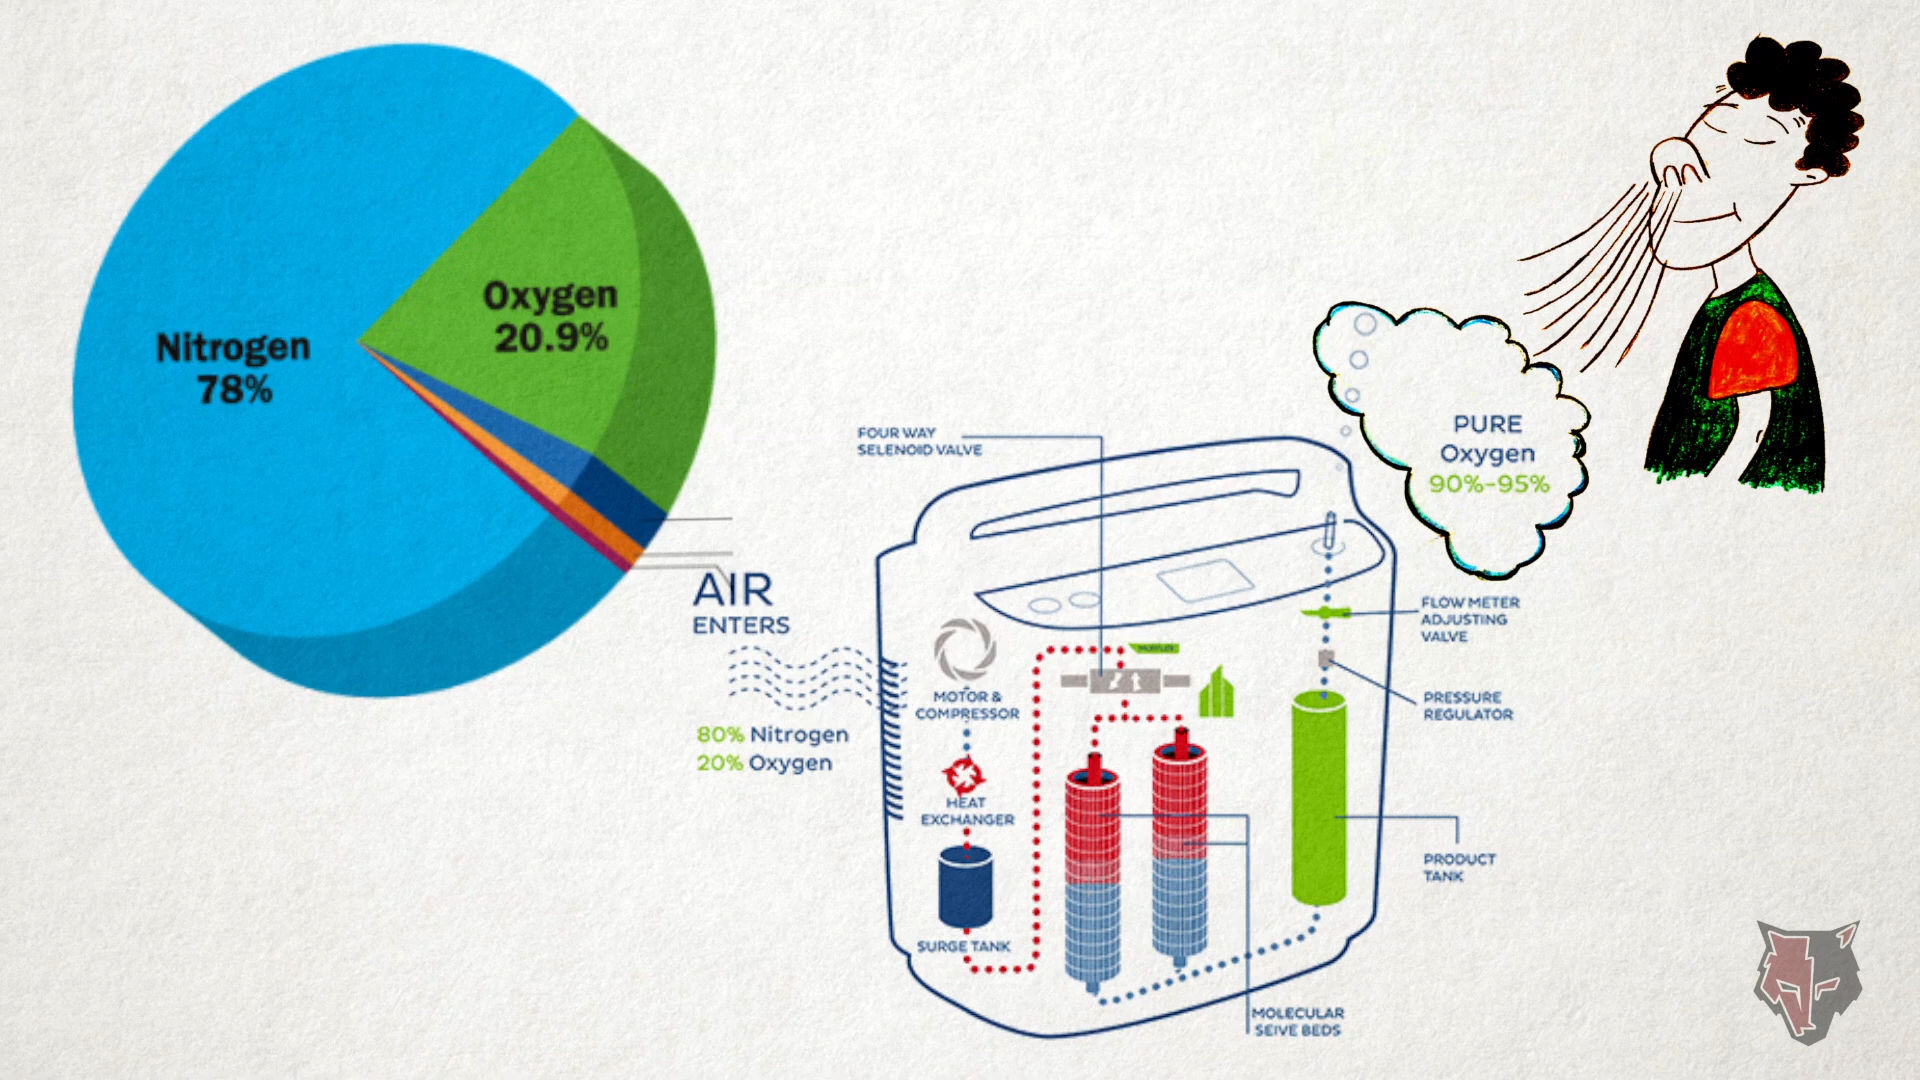 Nitrogen
78%
Oxygen
20.9%
AIR
ENTERS
80% Nitrogen
20% Oxygen
FOUR WAY
SELENOID VALVE
MOTOR &
COMPRESSOR
HEAT
EXCHANGER
SURGE TANK
PURE
Oxygen
90%-95%
FLOW METER
ADJUSTING
VALVE
PRESSURE
REGULATOR
PRODUCT
TANK
MOLECULAR
SEIVE BEDS